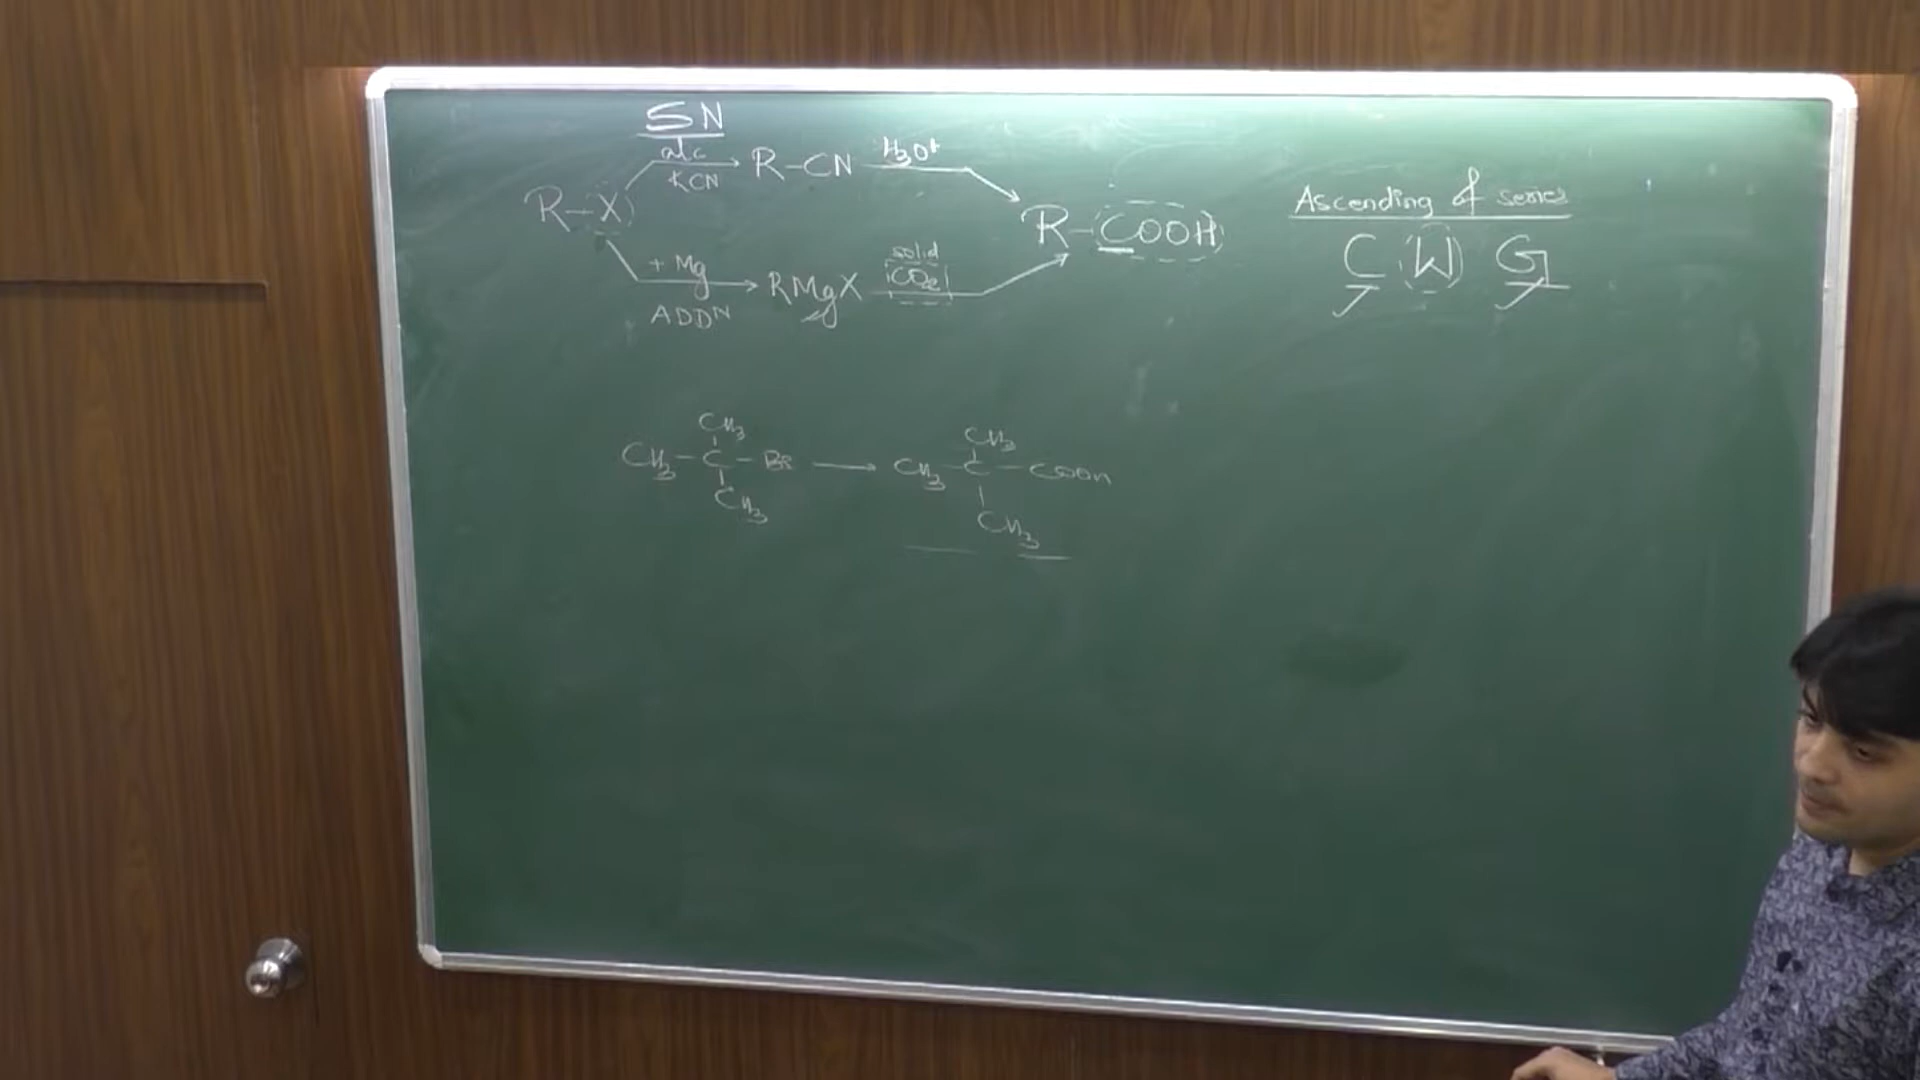 SN
alc
KCN
R-X
R-CN
H3O+
R-COOH
+ Mg
ADDN
RMgX
solid
CO2
Ascending of series
C W G
CH3
CH3-C-Br
CH3
CH3
CH3-C-COOH
CH3